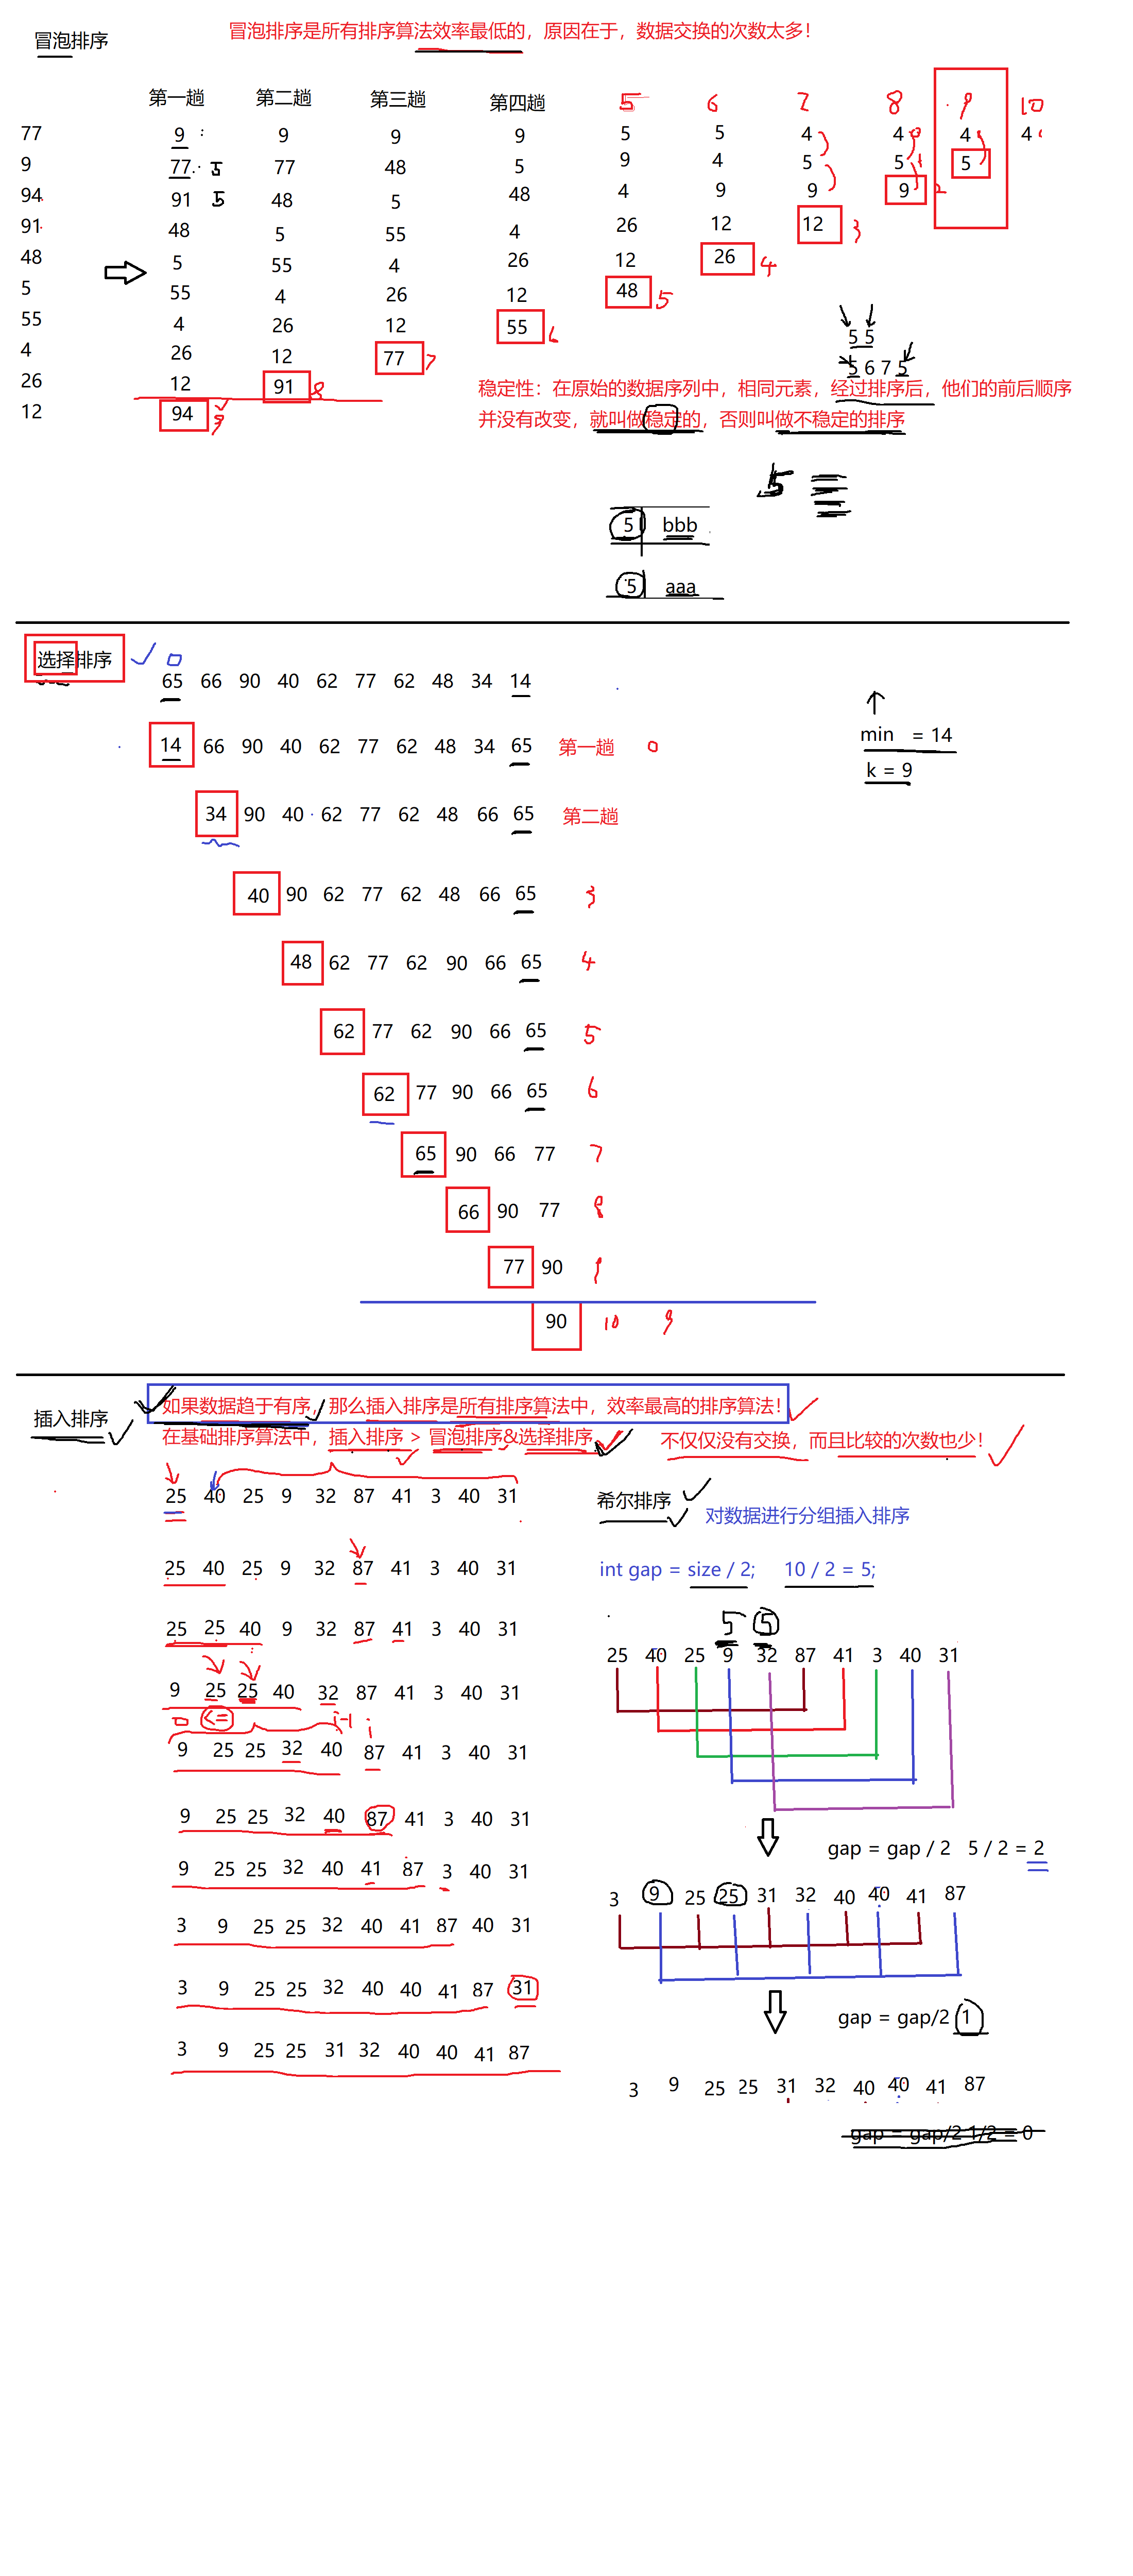 冒泡排序
冒泡排序是所有排序算法效率最低的，原因在于，数据交换的次数太多！
第一趟 第二趟 第三趟 第四趟 5 6 7 8 9 10
77 9 9 9 9 5 5 4 4 0 4 0 4
9 77 5 77 48 5 9 4 5 5 1 5
94 91 5 48 5 48 4 9 9 9 2
91 48 5 55 4 26 12 12 3
48 5 55 4 26 12 26 4
5 55 4 26 12 48 5
55 4 26 12 55 6
4 26 12 77 7
26 12 91 8
12 94 9
5 5
5 6 7 5
稳定性：在原始的数据序列中，相同元素，经过排序后，他们的前后顺序
并没有改变，就叫做稳定的，否则叫做不稳定的排序
5
5 bbb
5 aaa
选择排序 0
65 66 90 40 62 77 62 48 34 14
min = 14
k = 9
14 66 90 40 62 77 62 48 34 65 第一趟 0
34 90 40 62 77 62 48 66 65 第二趟
40 90 62 77 62 48 66 65 3
48 62 77 62 90 66 65 4
62 77 62 90 66 65 5
62 77 90 66 65 6
65 90 66 77 7
66 90 77 8
77 90 9
90 10 9
插入排序
如果数据趋于有序，那么插入排序是所有排序算法中，效率最高的排序算法！
在基础排序算法中，插入排序 > 冒泡排序&选择排序
不仅仅没有交换，而且比较的次数也少！
25 40 25 9 32 87 41 3 40 31
25 40 25 9 32 87 41 3 40 31
25 25 40 9 32 87 41 3 40 31
9 25 25 40 32 87 41 3 40 31
0 <= i-1 i
9 25 25 32 40 87 41 3 40 31
9 25 25 32 40 87 41 3 40 31
9 25 25 32 40 41 87 3 40 31
3 9 25 25 32 40 41 87 40 31
3 9 25 25 32 40 40 41 87 31
3 9 25 25 31 32 40 40 41 87
希尔排序
对数据进行分组插入排序
int gap = size / 2; 10 / 2 = 5;
5 5
25 40 25 9 32 87 41 3 40 31
gap = gap / 2 5 / 2 = 2
3 9 25 25 31 32 40 40 41 87
gap = gap/2 1
3 9 25 25 31 32 40 40 41 87
gap = gap/2 1/2 = 0